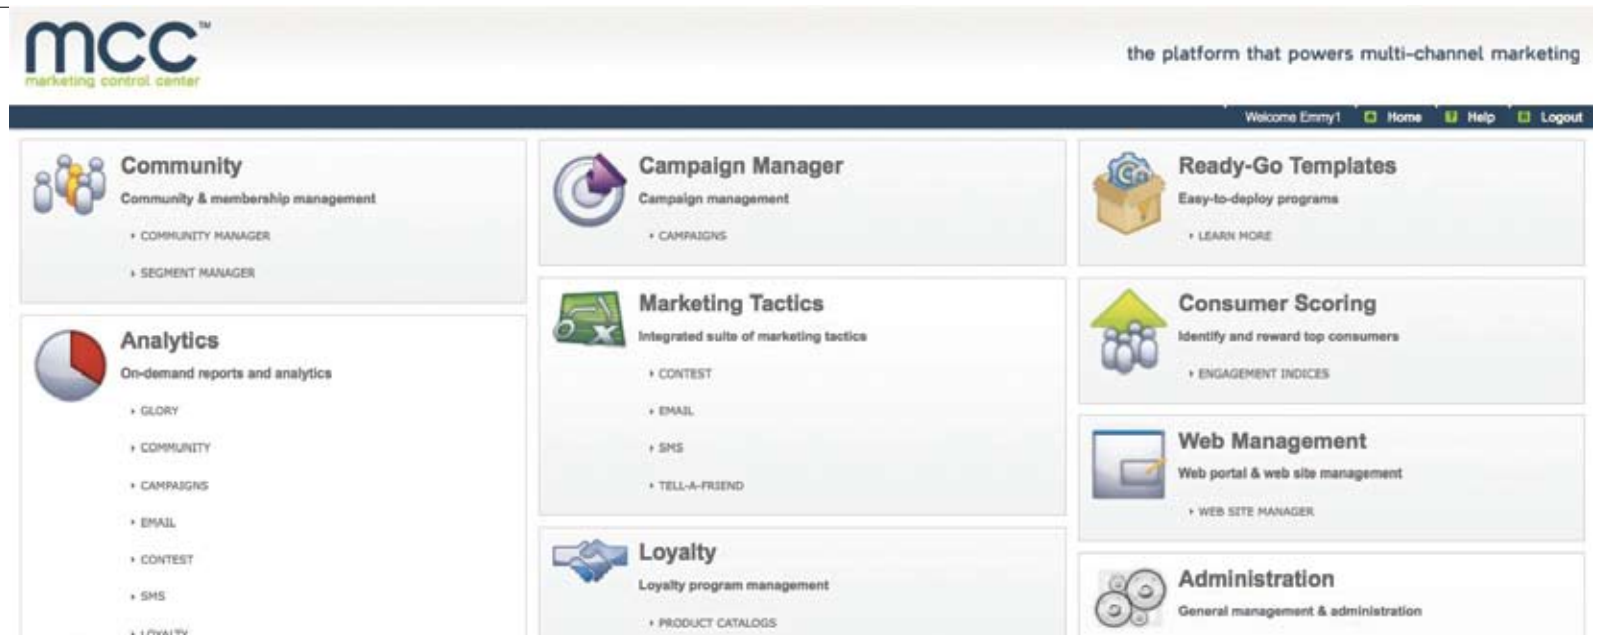 mcc™
marketing control center
the platform that powers multi-channel marketing
Welcome Emmy1 Home Help Logout
Community
Community & membership management
COMMUNITY MANAGER
SEGMENT MANAGER
Analytics
On-demand reports and analytics
GLORY
COMMUNITY
CAMPAIGNS
EMAIL
CONTEST
SMS
LOYALTY
Campaign Manager
Campaign management
CAMPAIGNS
Marketing Tactics
Integrated suite of marketing tactics
CONTEST
EMAIL
SMS
TELL-A-FRIEND
Loyalty
Loyalty program management
PRODUCT CATALOGS
Ready-Go Templates
Easy-to-deploy programs
LEARN MORE
Consumer Scoring
Identify and reward top consumers
ENGAGEMENT INDICES
Web Management
Web portal & web site management
WEB SITE MANAGER
Administration
General management & administration